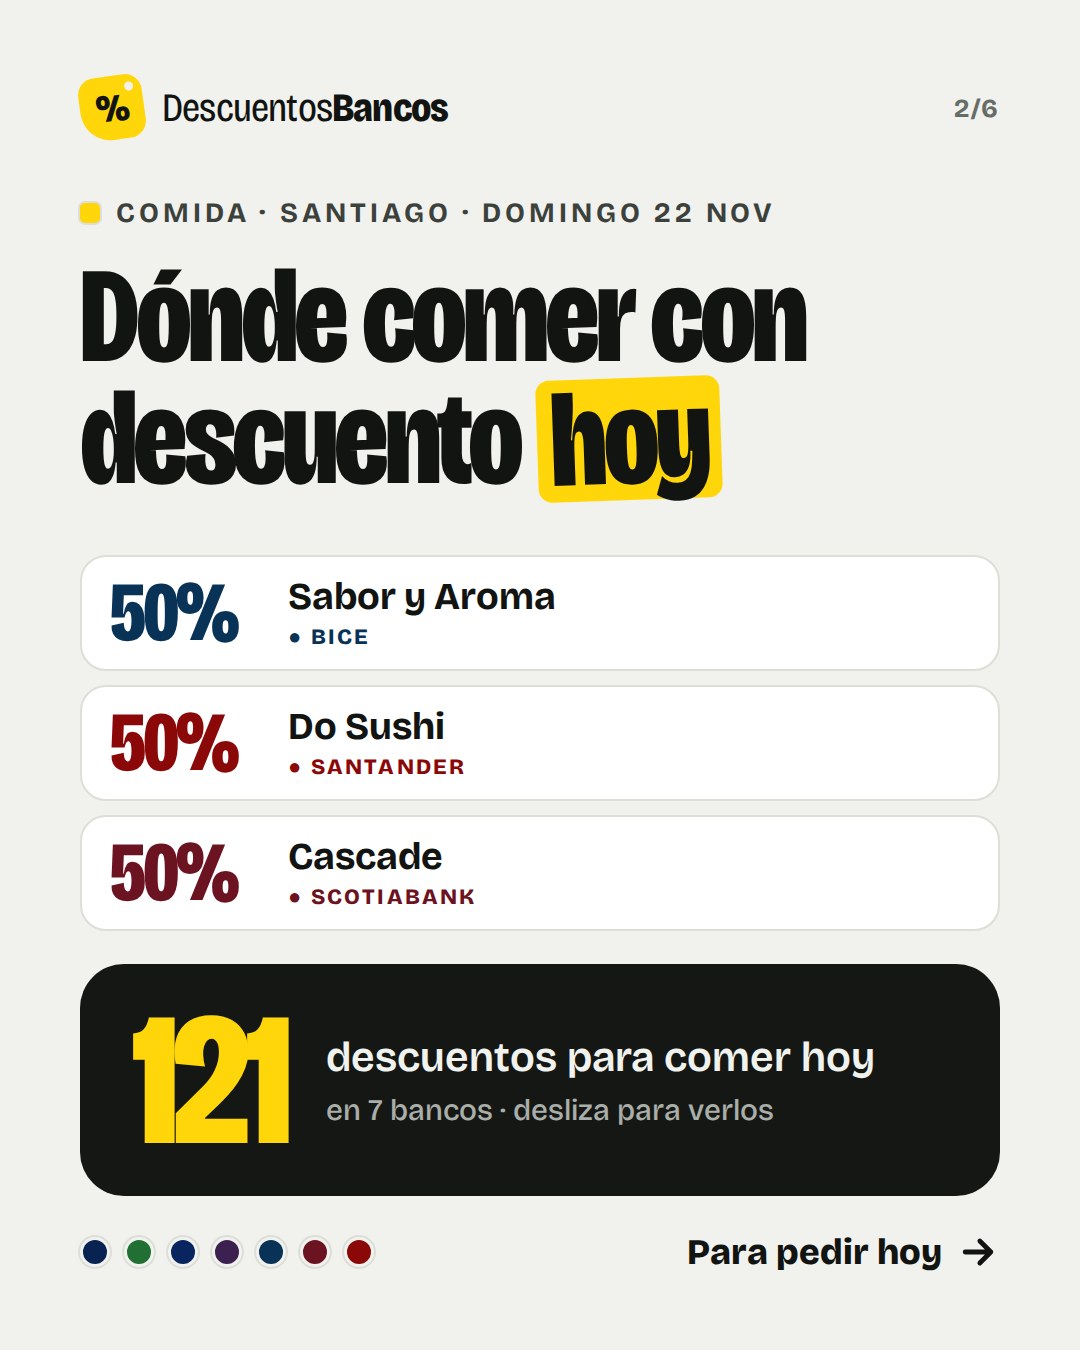 % DescuentosBancos
2/6
COMIDA · SANTIAGO · DOMINGO 22 NOV
Dónde comer con
descuento hoy
50%
Sabor y Aroma
• BICE
50%
Do Sushi
• SANTANDER
50%
Cascade
• SCOTIABANK
121
descuentos para comer hoy
en 7 bancos · desliza para verlos
Para pedir hoy →